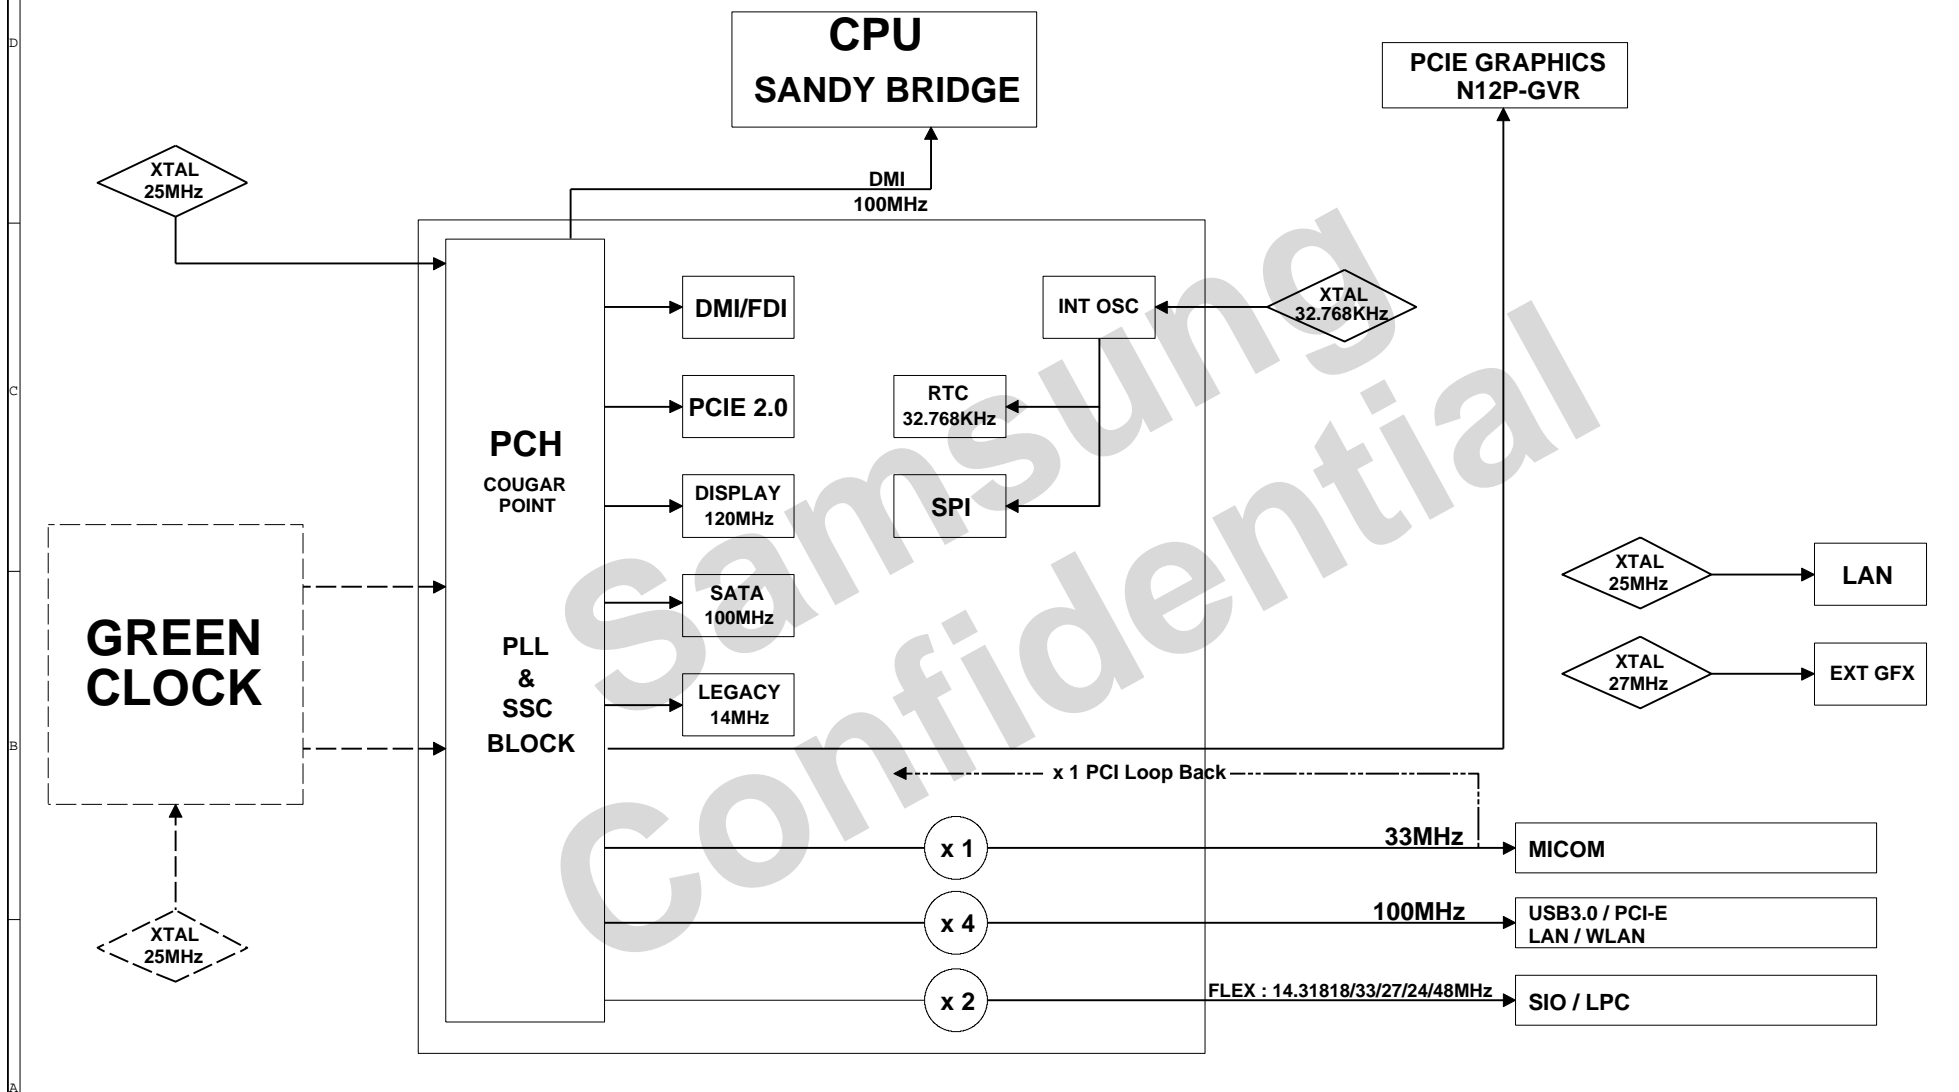 D
CPU
SANDY BRIDGE
PCIE GRAPHICS
N12P-GVR
XTAL
25MHz
DMI
100MHz
DMI/FDI
INT OSC
XTAL
32.768KHz
C
PCIE 2.0
RTC
32.768KHz
PCH
COUGAR
POINT
DISPLAY
120MHz
SPI
Samsung
Confidential
XTAL
25MHz
LAN
SATA
100MHz
GREEN
CLOCK
PLL
&
SSC
BLOCK
LEGACY
14MHz
XTAL
27MHz
EXT GFX
B
x 1 PCI Loop Back
x 1
33MHz
MICOM
x 4
100MHz
USB3.0 / PCI-E
LAN / WLAN
XTAL
25MHz
x 2
FLEX : 14.31818/33/27/24/48MHz
SIO / LPC
A